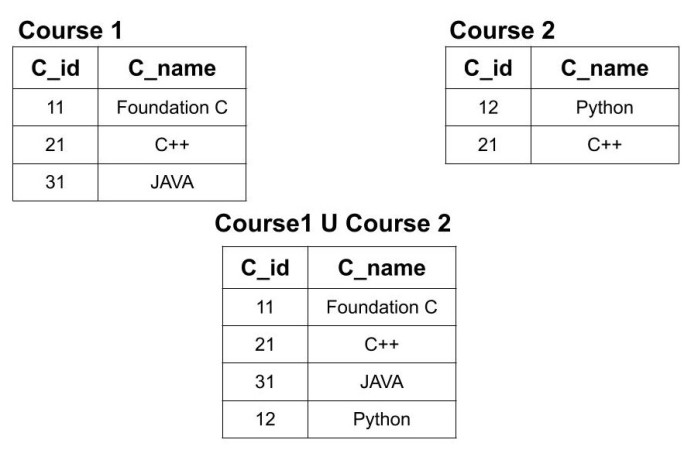 Course 1
C_id C_name
11 Foundation C
21 C++
31 JAVA
Course 2
C_id C_name
12 Python
21 C++
Course1 U Course 2
C_id C_name
11 Foundation C
21 C++
31 JAVA
12 Python